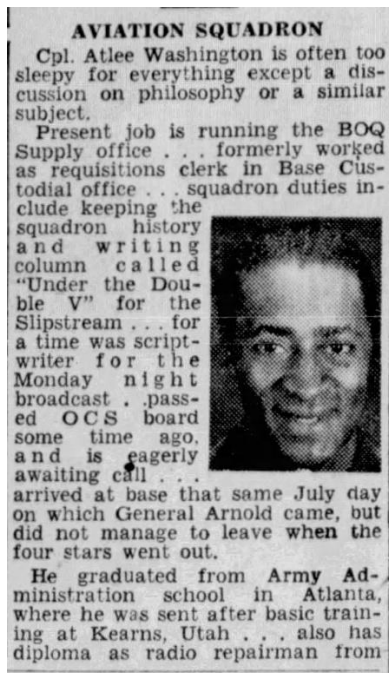 AVIATION SQUADRON
Cpl. Atlee Washington is often too
sleepy for everything except a dis-
cussion on philosophy or a similar
subject.
Present job is running the BOQ
Supply office . . . formerly worked
as requisitions clerk in Base Cus-
todial office . . . squadron duties in-
clude keeping the
squadron history
and writing
column called
"Under the Dou-
ble V" for the
Slipstream . . . for
a time was script-
writer for the
Monday night
broadcast . .pass-
ed OCS board
some time ago,
and is eagerly
awaiting call . . .
arrived at base that same July day
on which General Arnold came, but
did not manage to leave when the
four stars went out.
He graduated from Army Ad-
ministration school in Atlanta,
where he was sent after basic train-
ing at Kearns, Utah . . . also has
diploma as radio repairman from